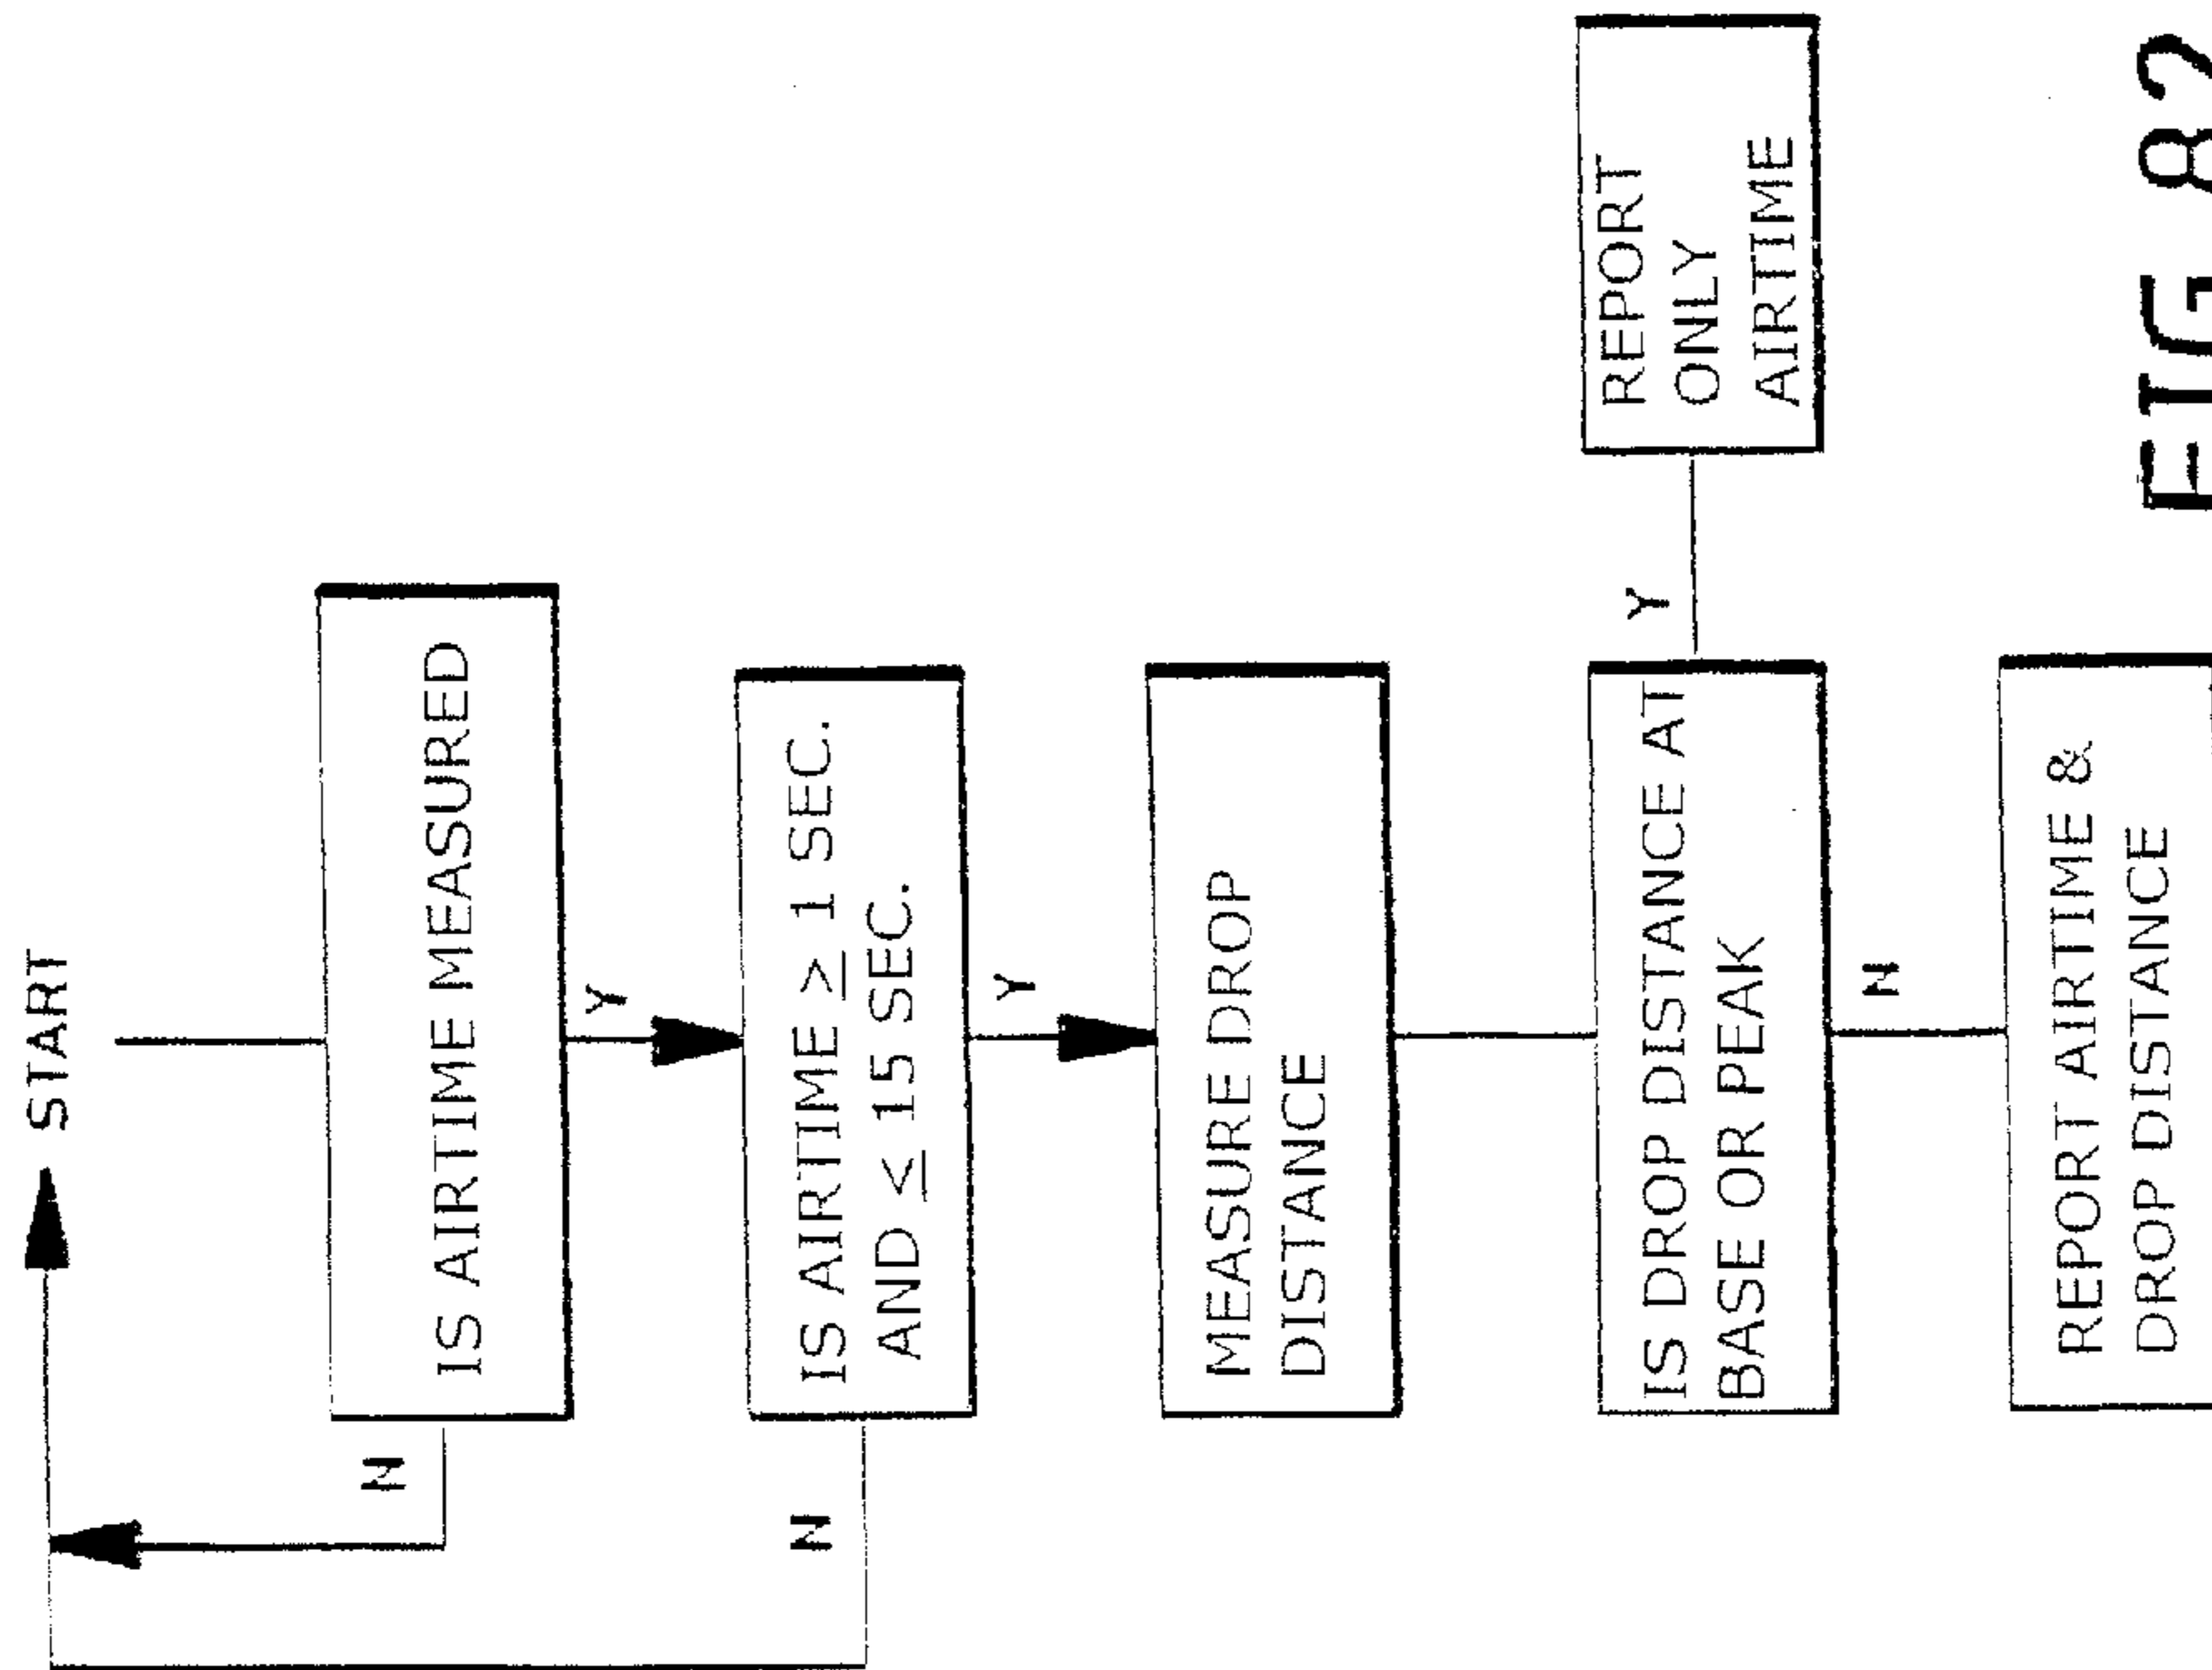 START
IS AIRTIME MEASURED
N
Y
IS AIRTIME ≥ 1 SEC.
AND ≤ 15 SEC.
N
Y
MEASURE DROP
DISTANCE
IS DROP DISTANCE AT
BASE OR PEAK
Y
REPORT
ONLY
AIRTIME
N
REPORT AIRTIME &
DROP DISTANCE
FIG 82